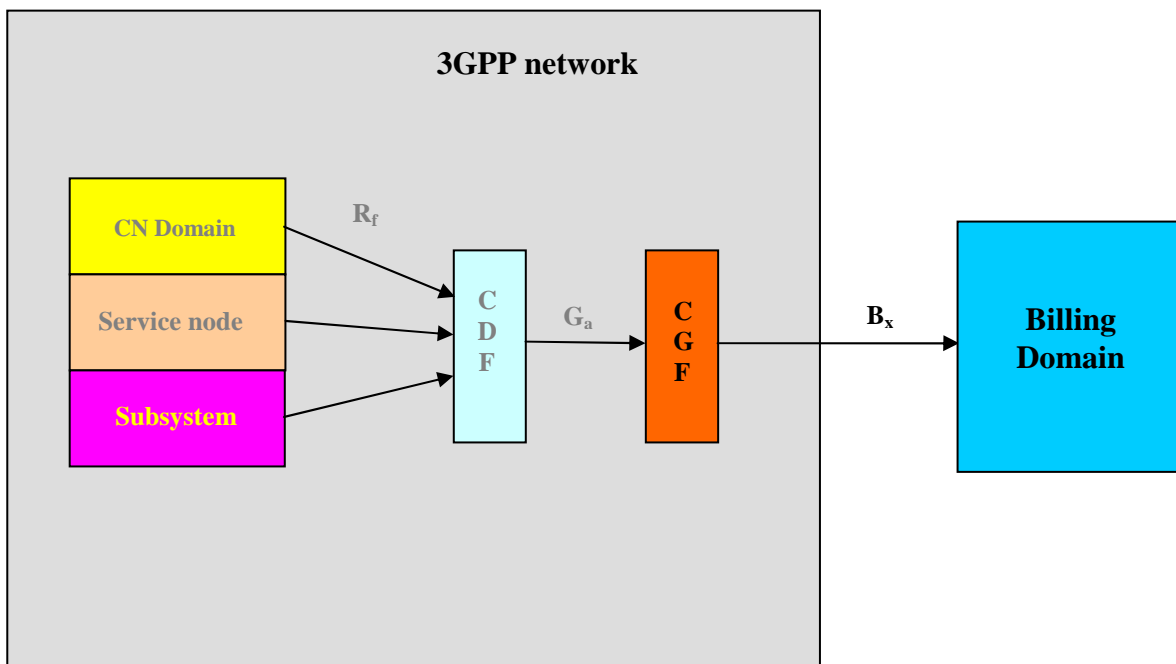 3GPP network
CN Domain
Service node
Subsystem
Rf
C
D
F
Ga
C
G
F
Bx
Billing
Domain